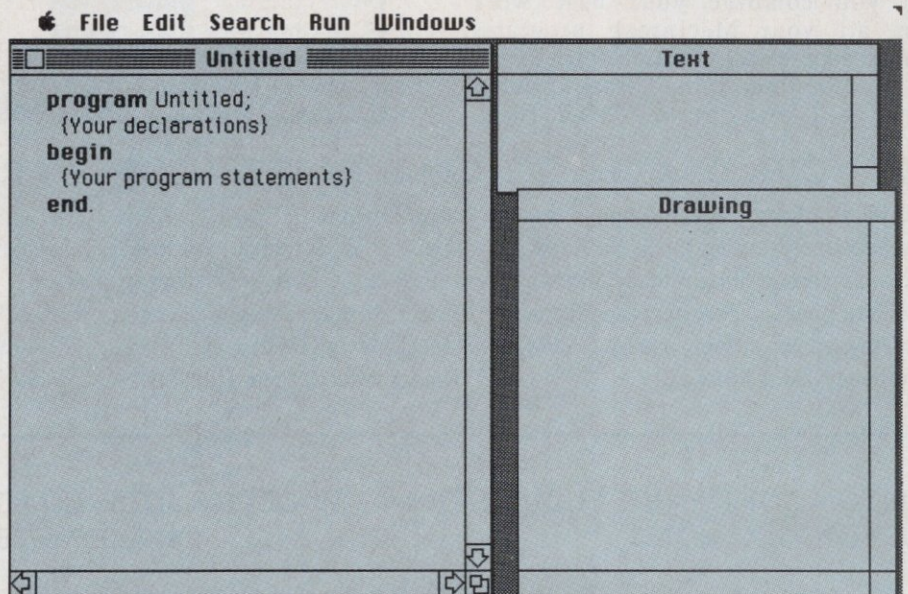 File Edit Search Run Windows
Untitled
program Untitled;
{Your declarations}
begin
{Your program statements}
end.
Text
Drawing